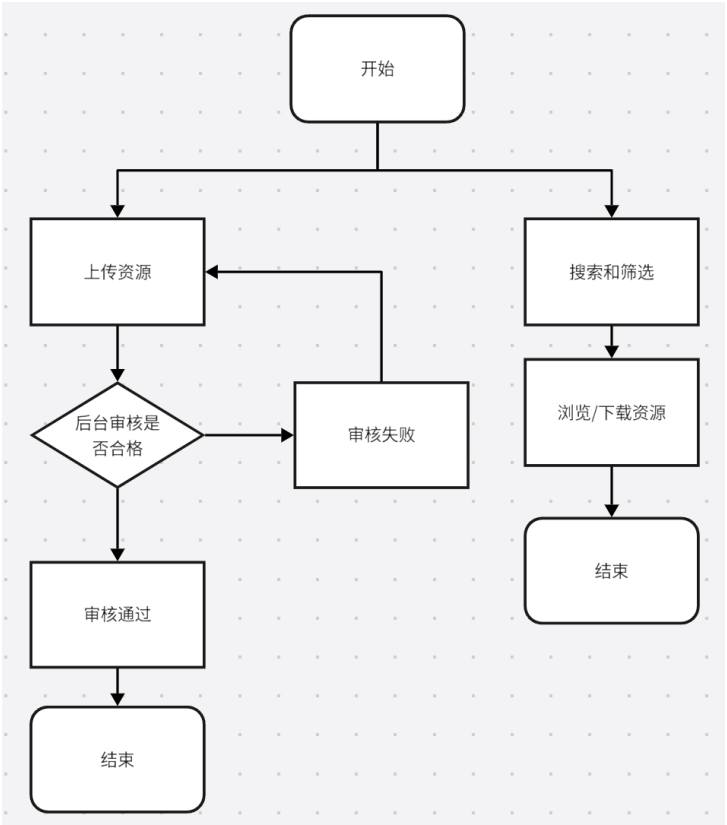 开始
上传资源
搜索和筛选
后台审核是
否合格
审核失败
浏览/下载资源
审核通过
结束
结束